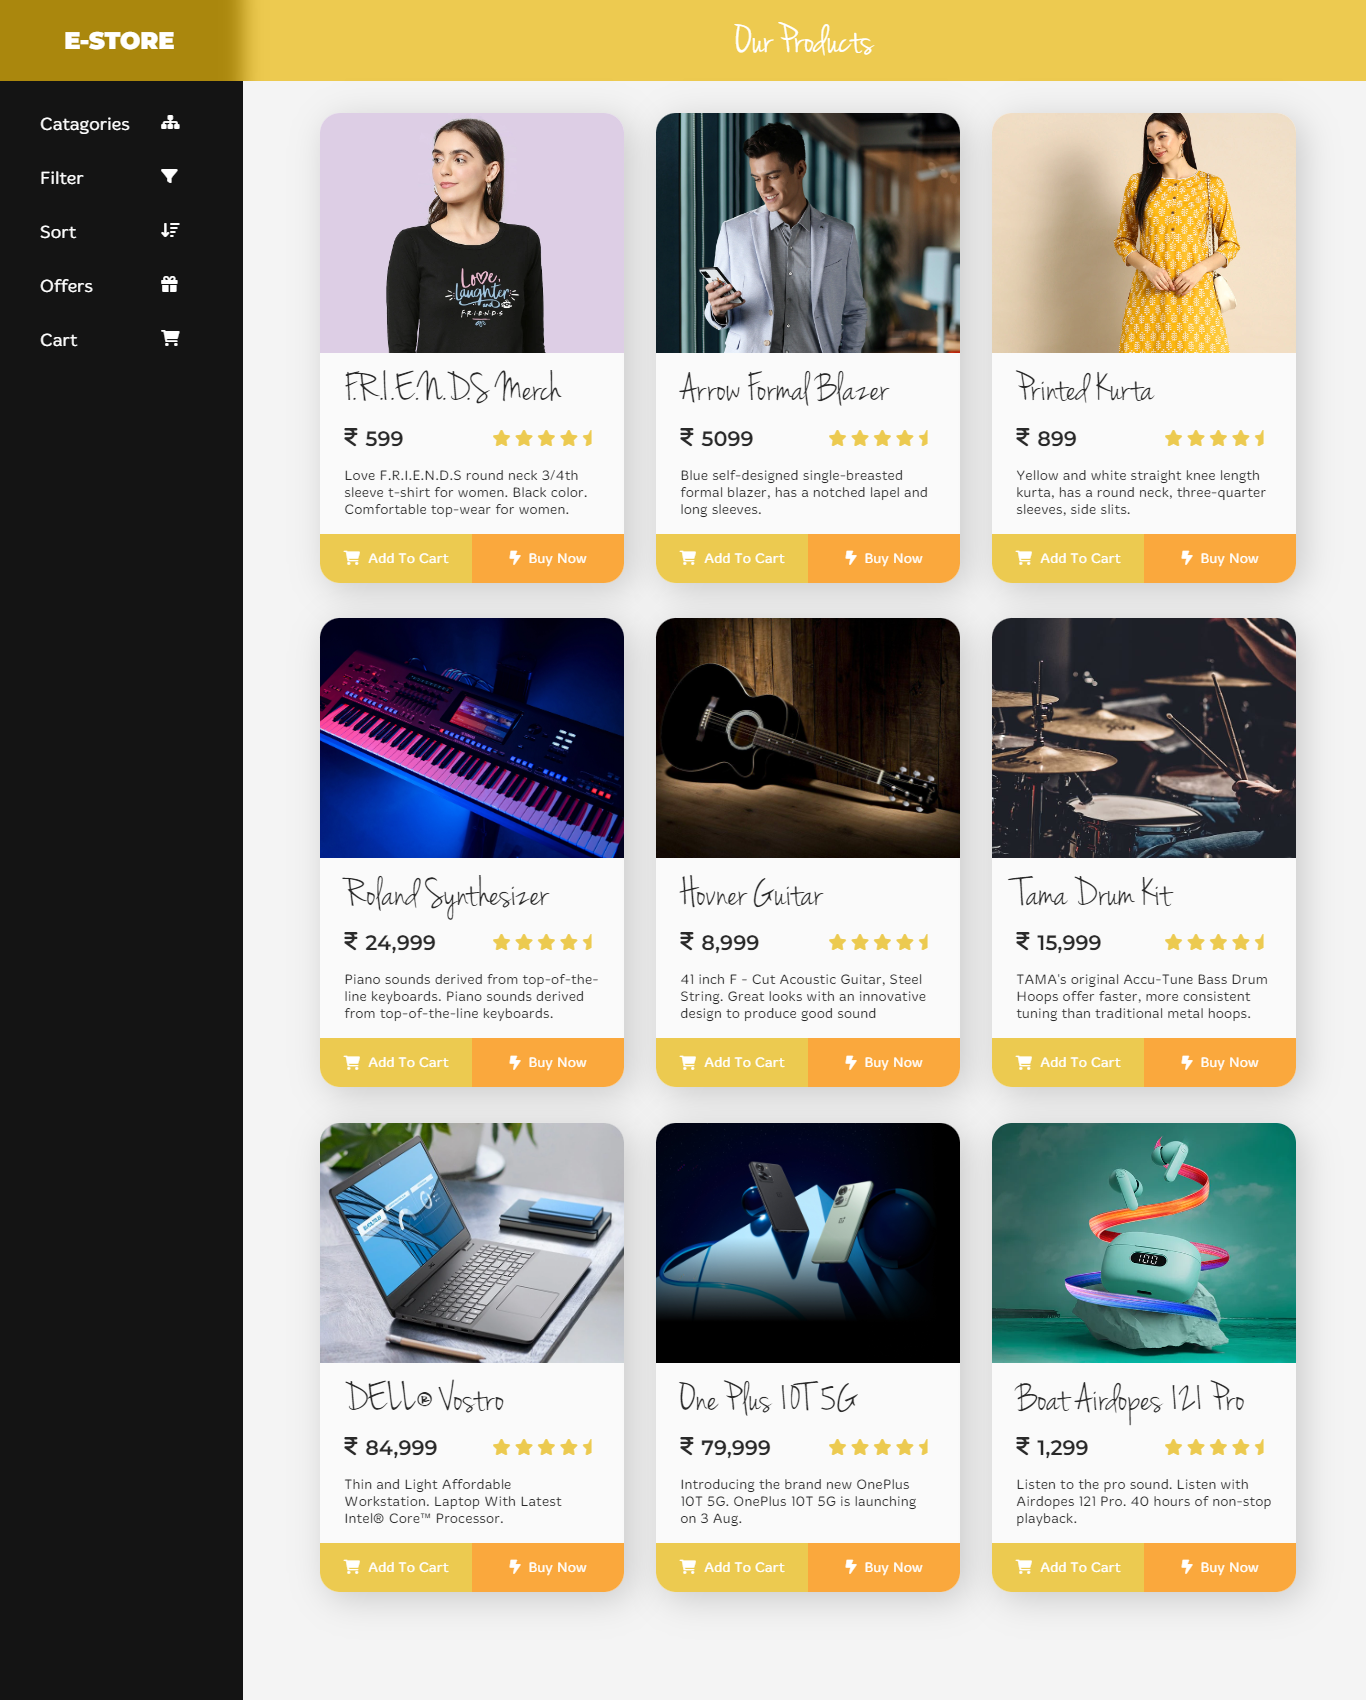 E-STORE
Our Products
Catagories
Filter
Sort
Offers
Cart
Love,
laughter
and
F·R·I·E·N·D·S
F.R.I.E.N.D.S Merch
₹ 599
Love F.R.I.E.N.D.S round neck 3/4th
sleeve t-shirt for women. Black color.
Comfortable top-wear for women.
Add To Cart
Buy Now
Arrow Formal Blazer
₹ 5099
Blue self-designed single-breasted
formal blazer, has a notched lapel and
long sleeves.
Add To Cart
Buy Now
Printed Kurta
₹ 899
Yellow and white straight knee length
kurta, has a round neck, three-quarter
sleeves, side slits.
Add To Cart
Buy Now
Roland Synthesizer
₹ 24,999
Piano sounds derived from top-of-the-
line keyboards. Piano sounds derived
from top-of-the-line keyboards.
Add To Cart
Buy Now
Hovner Guitar
₹ 8,999
41 inch F - Cut Acoustic Guitar, Steel
String. Great looks with an innovative
design to produce good sound
Add To Cart
Buy Now
Tama Drum Kit
₹ 15,999
TAMA's original Accu-Tune Bass Drum
Hoops offer faster, more consistent
tuning than traditional metal hoops.
Add To Cart
Buy Now
DELL® Vostro
₹ 84,999
Thin and Light Affordable
Workstation. Laptop With Latest
Intel® Core™ Processor.
Add To Cart
Buy Now
One Plus 10T 5G
₹ 79,999
Introducing the brand new OnePlus
10T 5G. OnePlus 10T 5G is launching
on 3 Aug.
Add To Cart
Buy Now
100
Boat Airdopes 121 Pro
₹ 1,299
Listen to the pro sound. Listen with
Airdopes 121 Pro. 40 hours of non-stop
playback.
Add To Cart
Buy Now